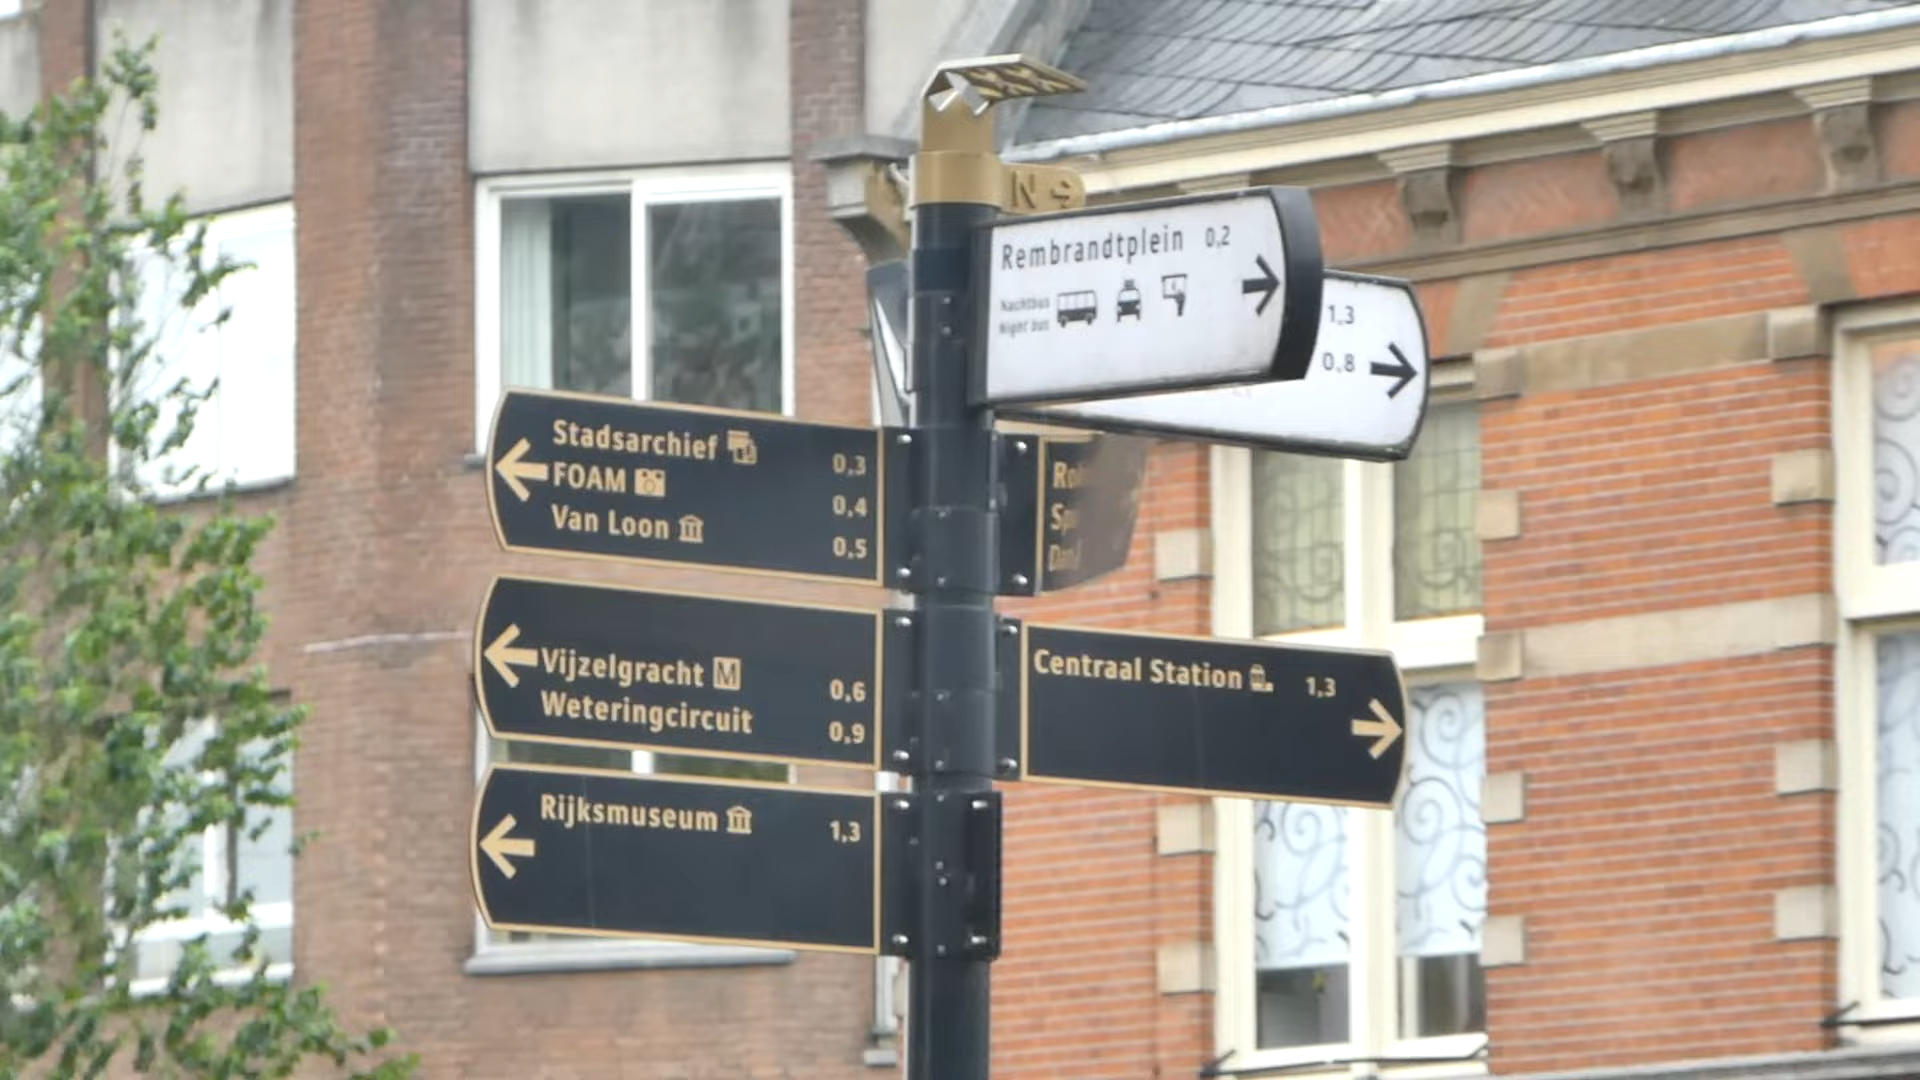 N
Rembrandtplein 0,2
Nachtbus
Night bus
1,3
0,8
Stadsarchief 0,3
FOAM 0,4
Van Loon 0,5
Vijzelgracht M 0,6
Weteringcircuit 0,9
Centraal Station 1,3
Rijksmuseum 1,3